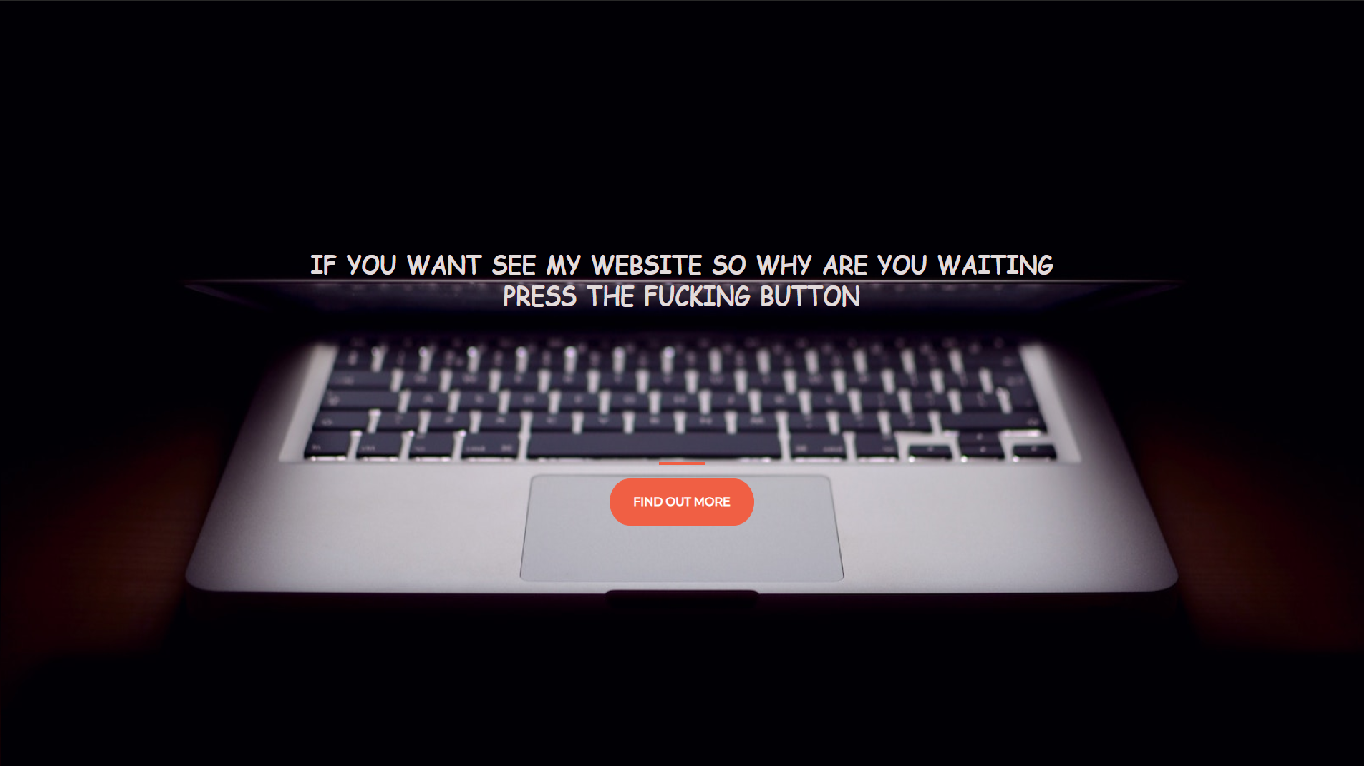 IF YOU WANT SEE MY WEBSITE SO WHY ARE YOU WAITING
PRESS THE FUCKING BUTTON
FIND OUT MORE